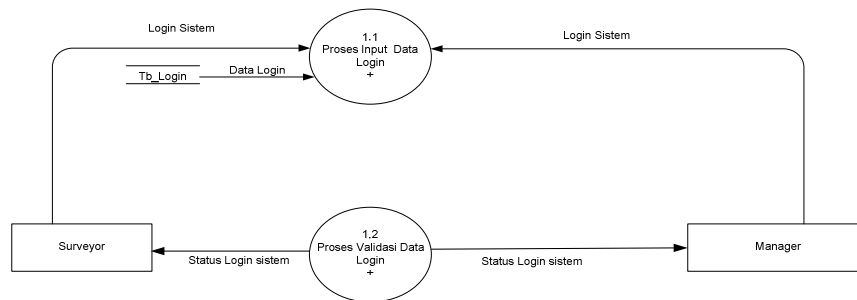 Login Sistem
1.1
Proses Input Data
Login
+
Login Sistem
Tb_Login
Data Login
Surveyor
1.2
Proses Validasi Data
Login
+
Manager
Status Login sistem
Status Login sistem